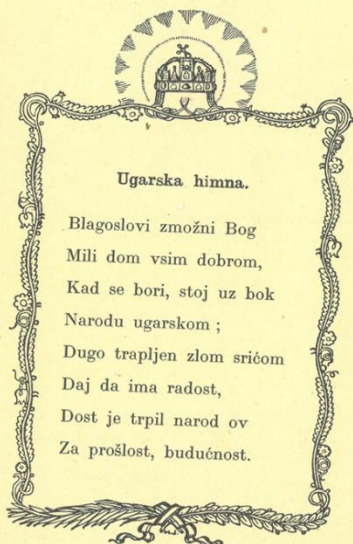 Ugarska himna.
Blagoslovi zmožni Bog
Mili dom vsim dobrom,
Kad se bori, stoj uz bok
Narodu ugarskom ;
Dugo trapljen zlom srićom
Daj da ima radost,
Dost je trpil narod ov
Za prošlost, budućnost.